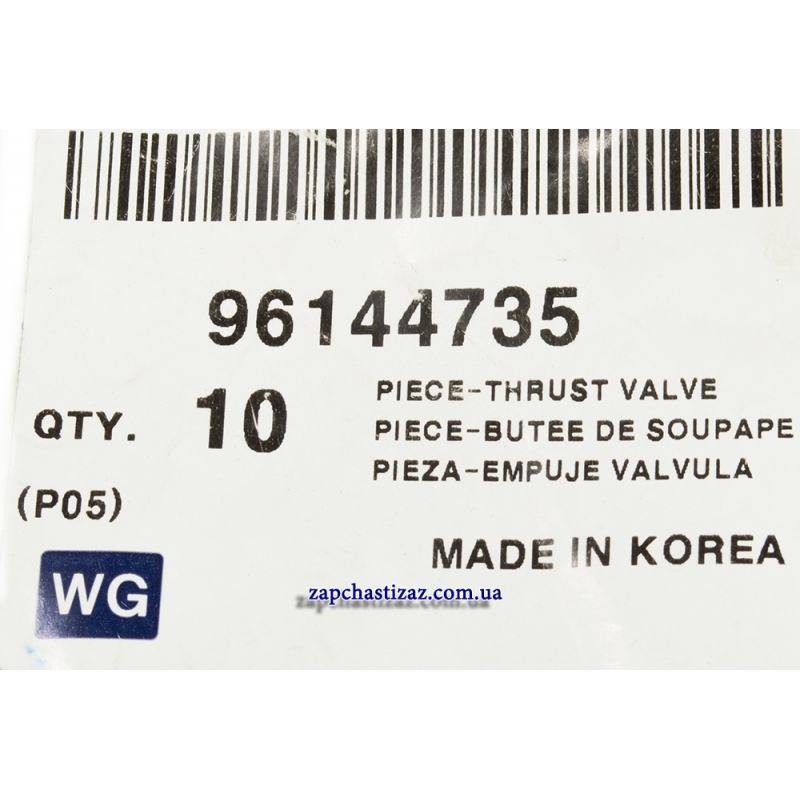 96144735
QTY. 10
PIECE-THRUST VALVE
PIECE-BUTEE DE SOUPAPE
PIEZA-EMPUJE VALVULA
(P05)
MADE IN KOREA
WG
zapchastizaz.com.ua